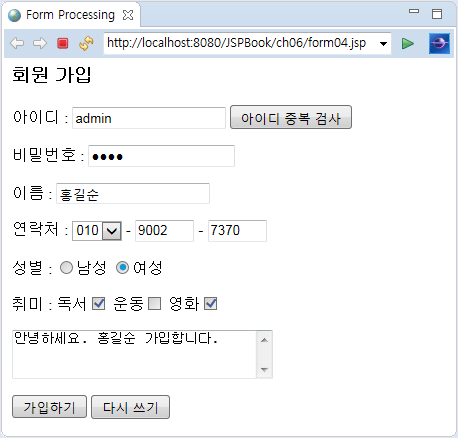 Form Processing
http://localhost:8080/JSPBook/ch06/form04.jsp
회원 가입
아이디 : admin 아이디 중복 검사
비밀번호 : ●●●●
이름 : 홍길순
연락처 : 010 - 9002 - 7370
성별 : 남성 여성
취미 : 독서 운동 영화
안녕하세요. 홍길순 가입합니다.
가입하기 다시 쓰기